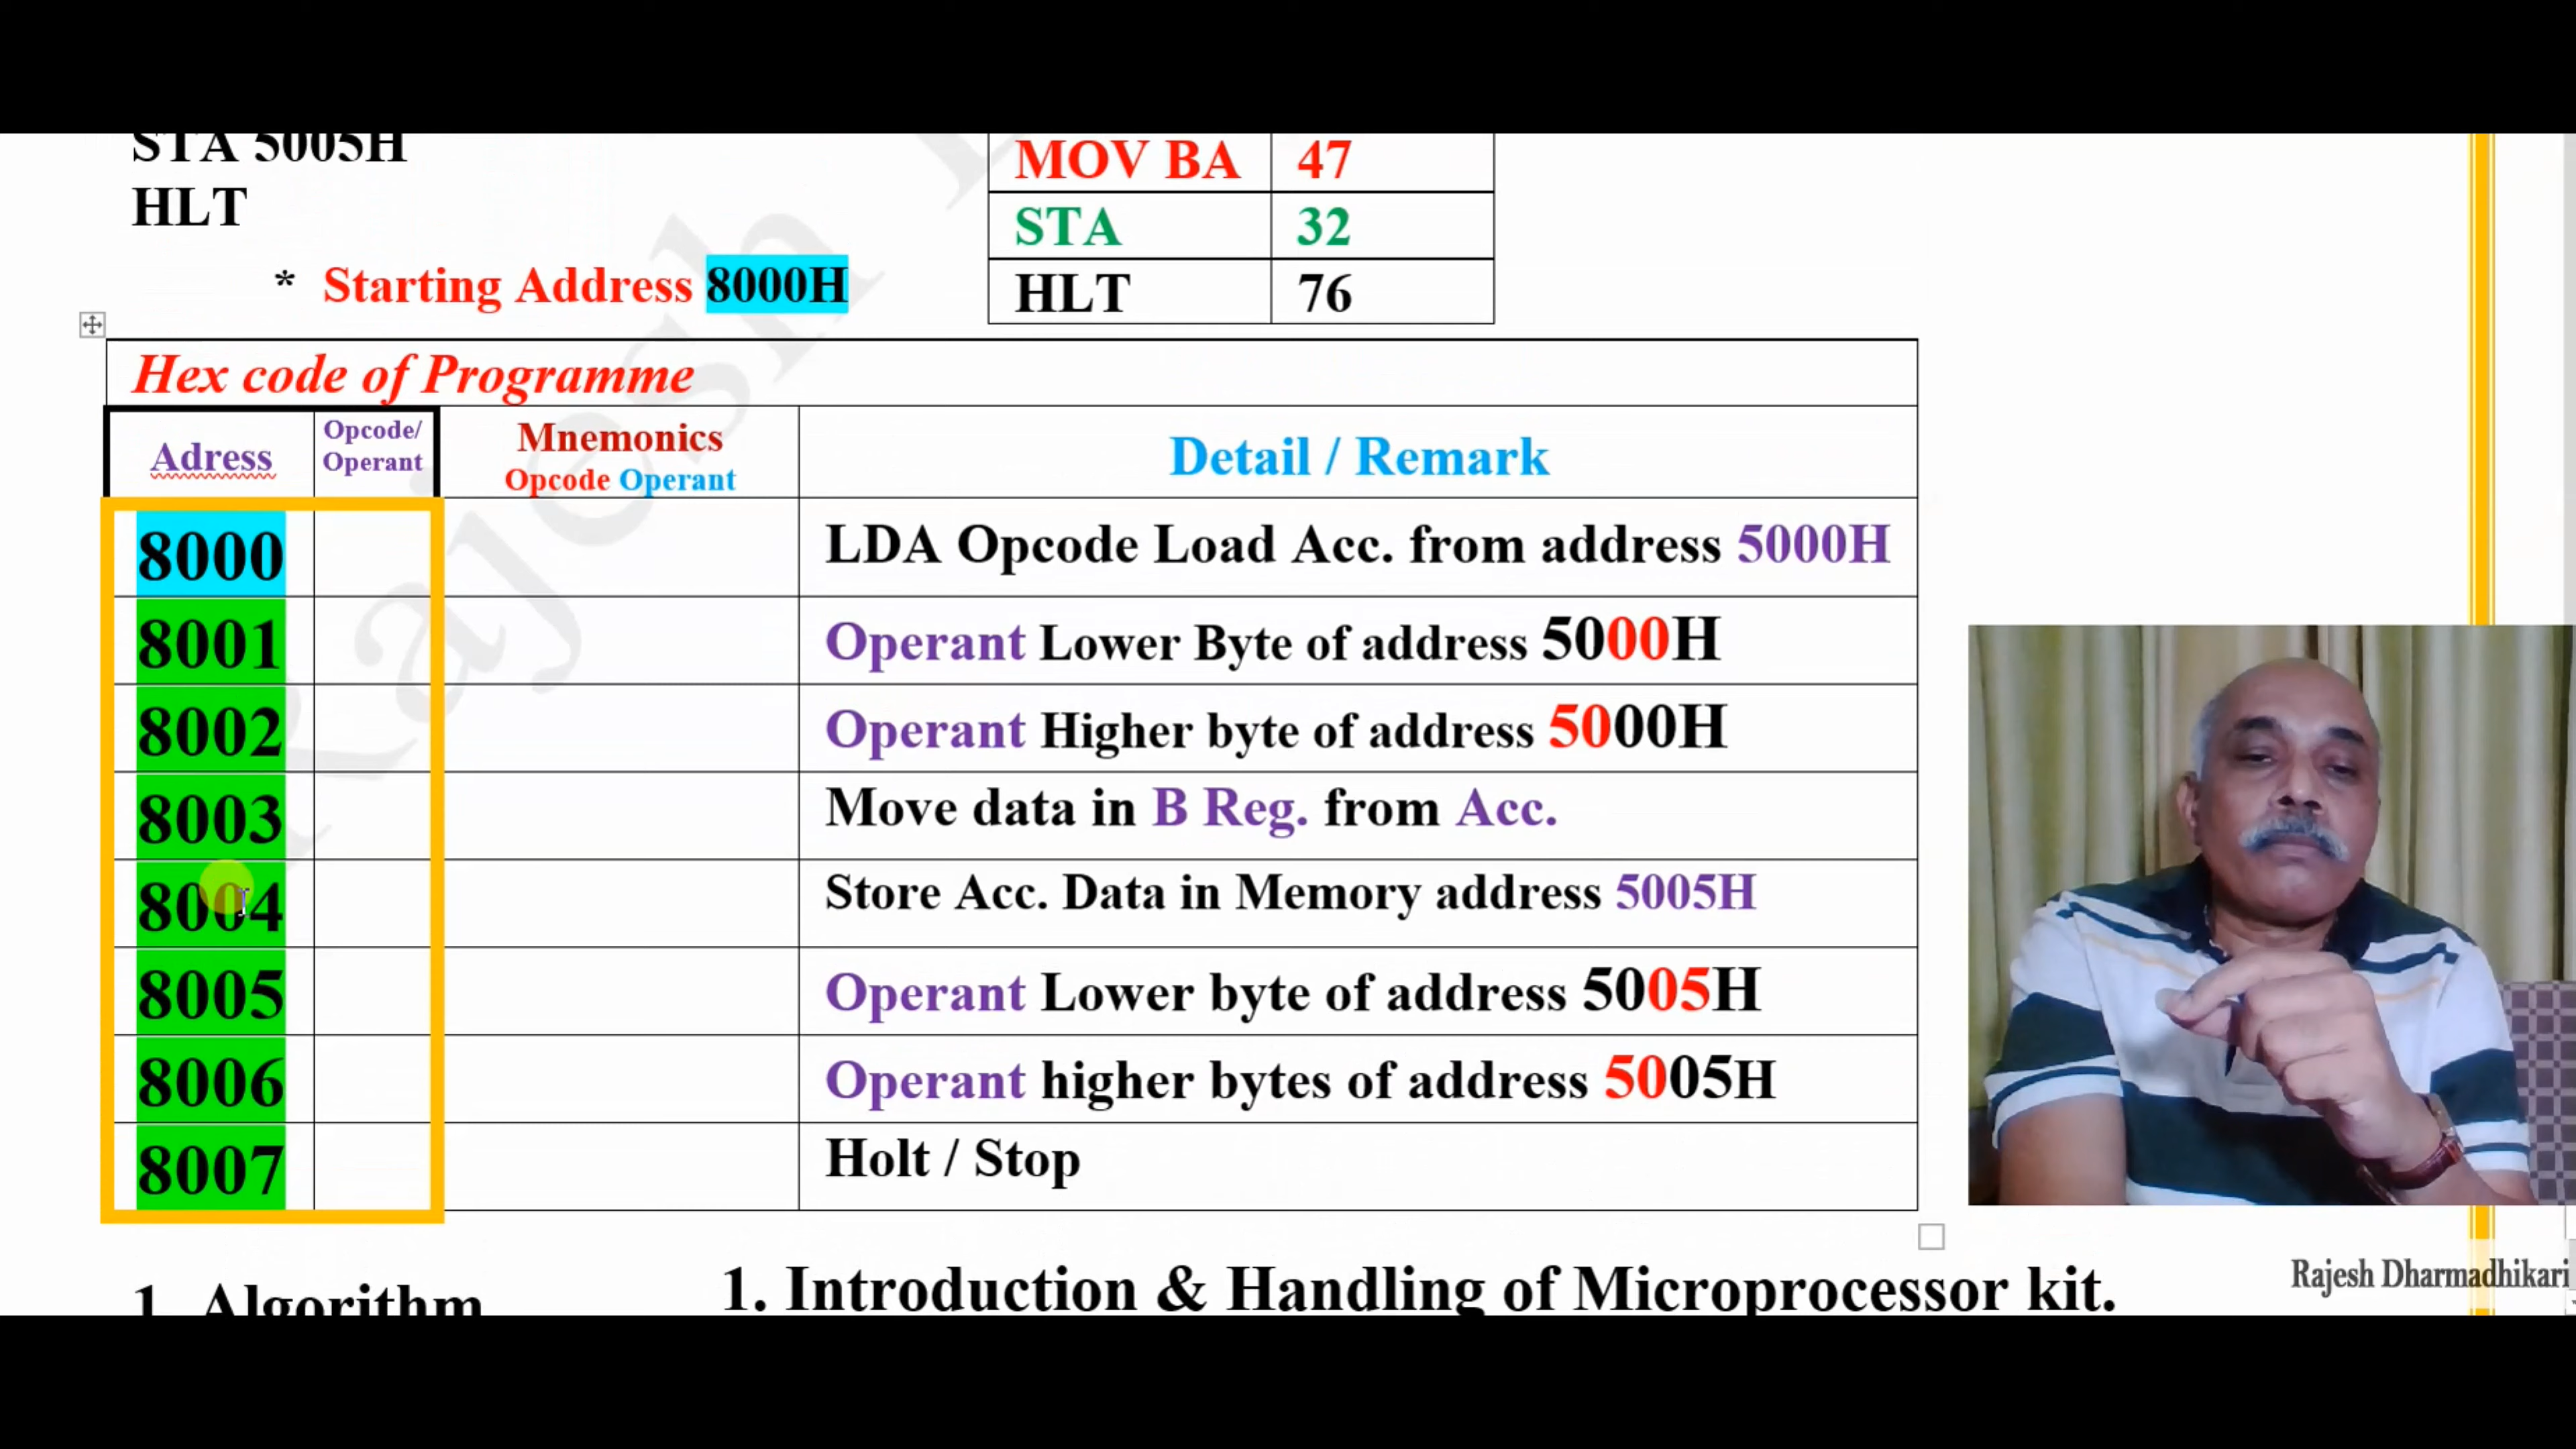 STA 5005H
HLT
* Starting Address 8000H
MOV BA 47
STA 32
HLT 76
Hex code of Programme
Adress Opcode/ Operant Mnemonics Opcode Operant Detail / Remark
8000 LDA Opcode Load Acc. from address 5000H
8001 Operant Lower Byte of address 5000H
8002 Operant Higher byte of address 5000H
8003 Move data in B Reg. from Acc.
8004 Store Acc. Data in Memory address 5005H
8005 Operant Lower byte of address 5005H
8006 Operant higher bytes of address 5005H
8007 Holt / Stop
1. Algorithm
1. Introduction & Handling of Microprocessor kit.
Rajesh Dharmadhikari
Rajesh